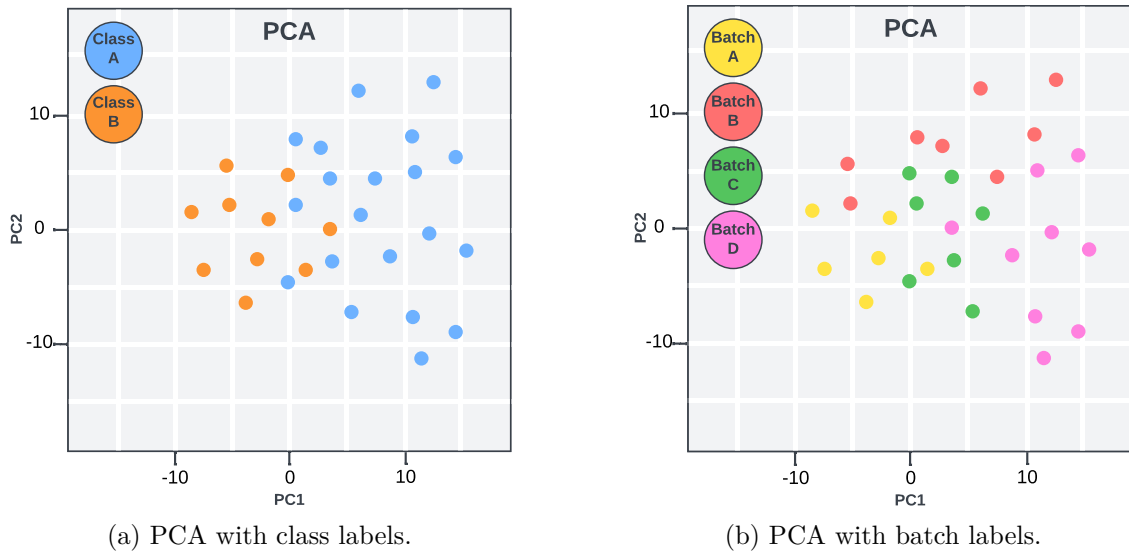 PCA
Class
A
Class
B
10
0
-10
PC2
-10
0
10
PC1
(a) PCA with class labels.
PCA
Batch
A
Batch
B
Batch
C
Batch
D
10
0
-10
PC2
-10
0
10
PC1
(b) PCA with batch labels.